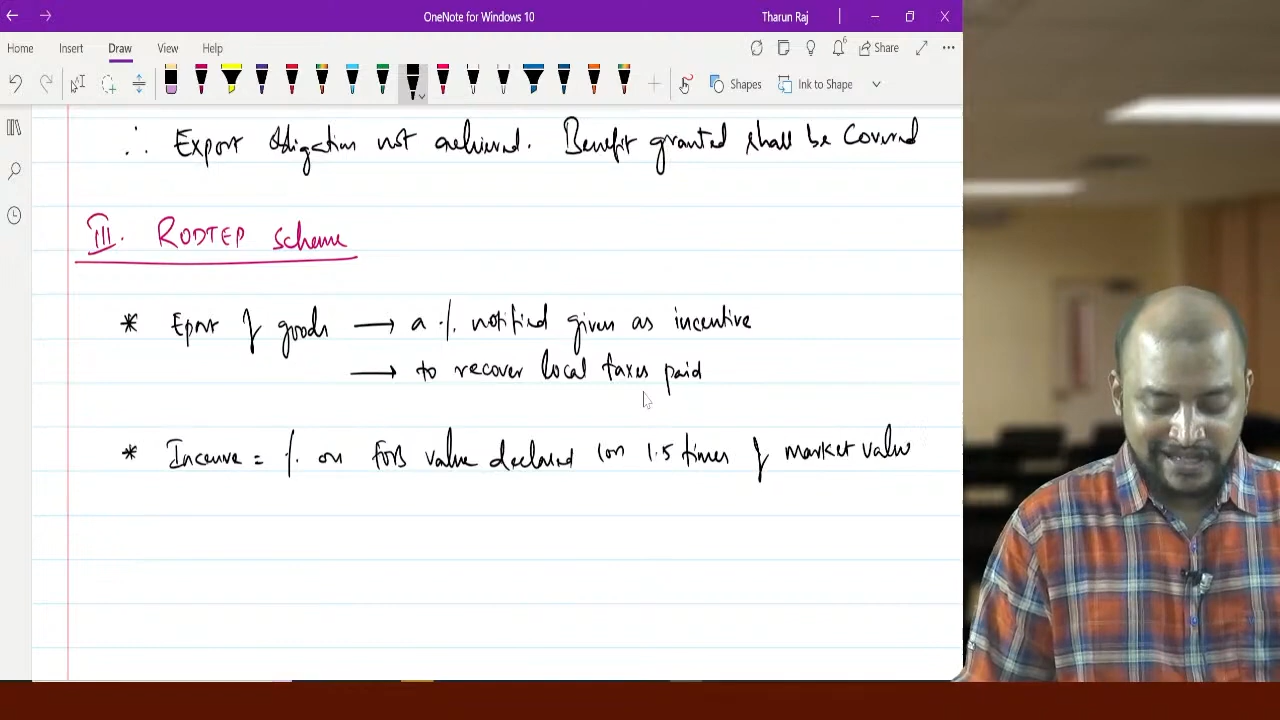 OneNote for Windows 10
Tharun Raj
Home Insert Draw View Help
6 Share
Shapes Ink to Shape
∴ Export obligation not achieved. Benefit granted shall be covered
III. RODTEP scheme
* Eport of goods → a % notified given as incentive
→ to recover local taxes paid
* = % on FOB value declared (or) 1.5 times of market value